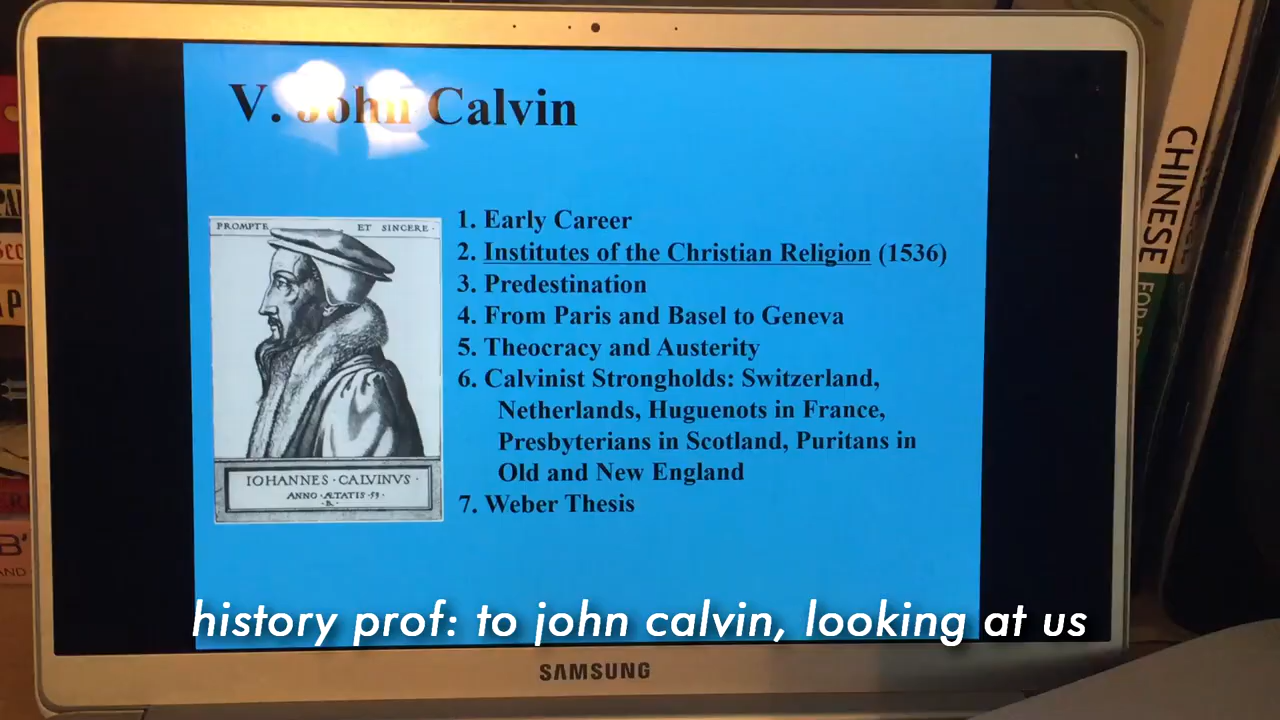 V. John Calvin
PROMPTE ET SINCERE
1. Early Career
2. Institutes of the Christian Religion (1536)
3. Predestination
4. From Paris and Basel to Geneva
5. Theocracy and Austerity
6. Calvinist Strongholds: Switzerland,
Netherlands, Huguenots in France,
Presbyterians in Scotland, Puritans in
Old and New England
7. Weber Thesis
IOHANNES · CALVINVS ·
ANNO · ÆTATIS · 53 ·
· B ·
history prof: to john calvin, looking at us
SAMSUNG
CHINESE
FOR